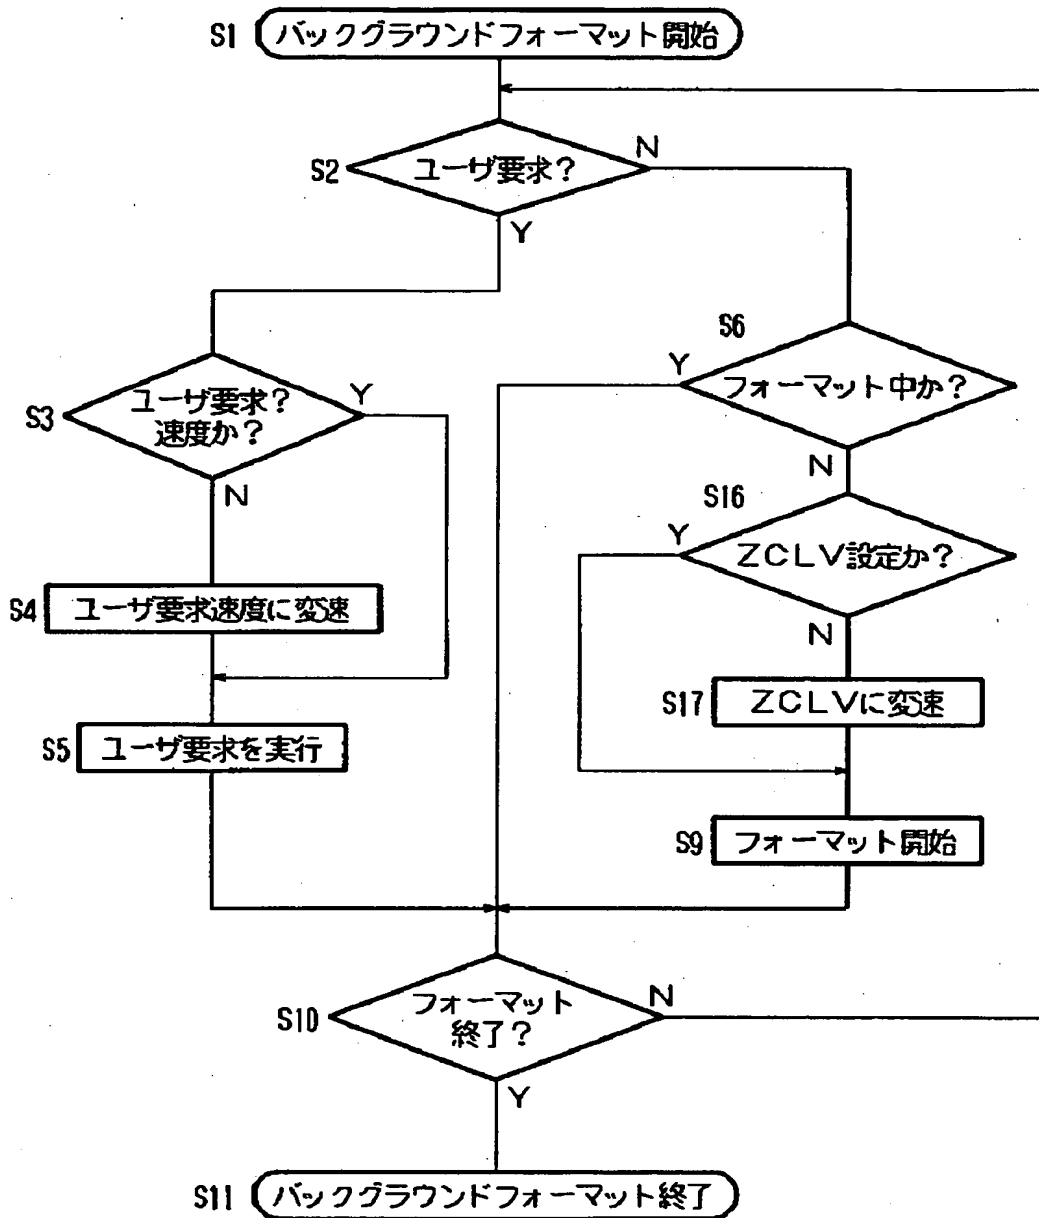 S1 バックグラウンドフォーマット開始
S2 ユーザ要求?
N
Y
S3 ユーザ要求?
速度か?
Y
N
S4 ユーザ要求速度に変速
S5 ユーザ要求を実行
S6
Y
フォーマット中か?
N
S16
Y
ZCLV設定か?
N
S17 ZCLVに変速
S9 フォーマット開始
S10 フォーマット
終了?
N
Y
S11 バックグラウンドフォーマット終了